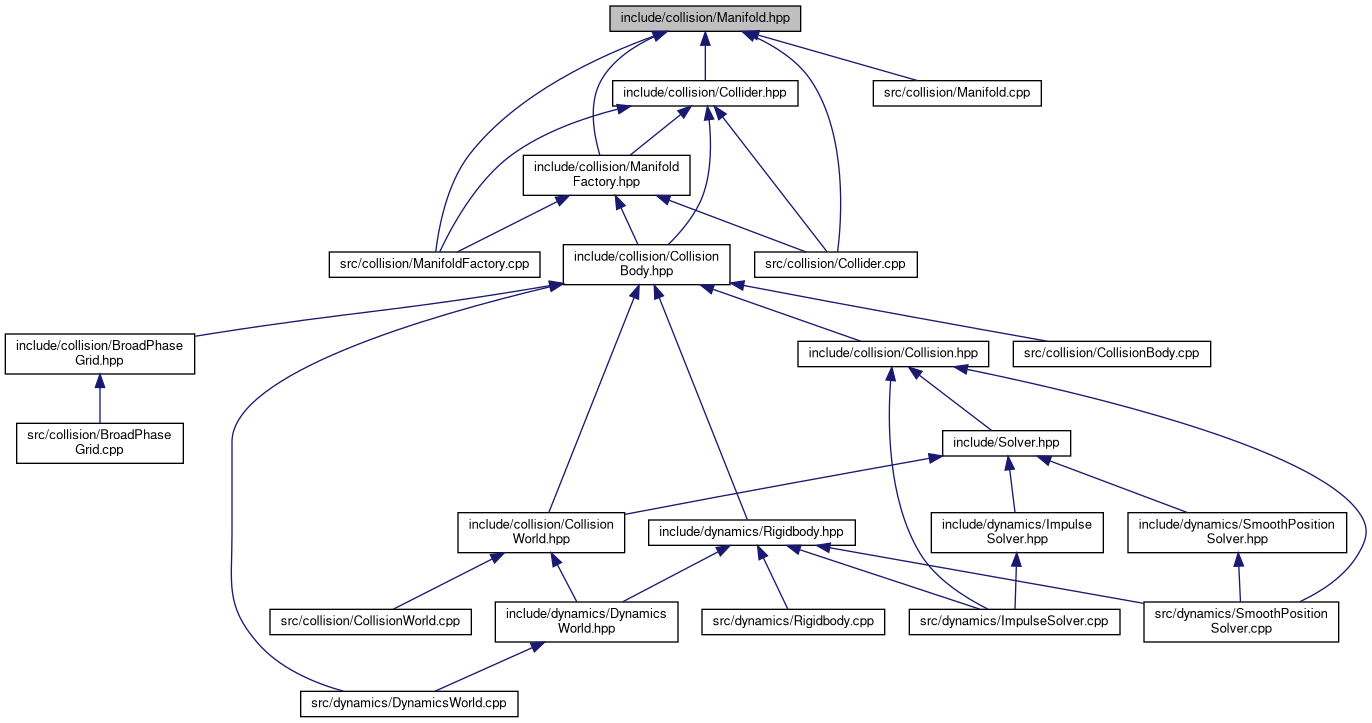 include/collision/Manifold.hpp
include/collision/Collider.hpp
src/collision/Manifold.cpp
include/collision/Manifold
Factory.hpp
src/collision/ManifoldFactory.cpp
include/collision/Collision
Body.hpp
src/collision/Collider.cpp
include/collision/BroadPhase
Grid.hpp
include/collision/Collision.hpp
src/collision/CollisionBody.cpp
src/collision/BroadPhase
Grid.cpp
include/Solver.hpp
include/collision/Collision
World.hpp
include/dynamics/Rigidbody.hpp
include/dynamics/Impulse
Solver.hpp
include/dynamics/SmoothPosition
Solver.hpp
src/collision/CollisionWorld.cpp
include/dynamics/Dynamics
World.hpp
src/dynamics/Rigidbody.cpp
src/dynamics/ImpulseSolver.cpp
src/dynamics/SmoothPosition
Solver.cpp
src/dynamics/DynamicsWorld.cpp